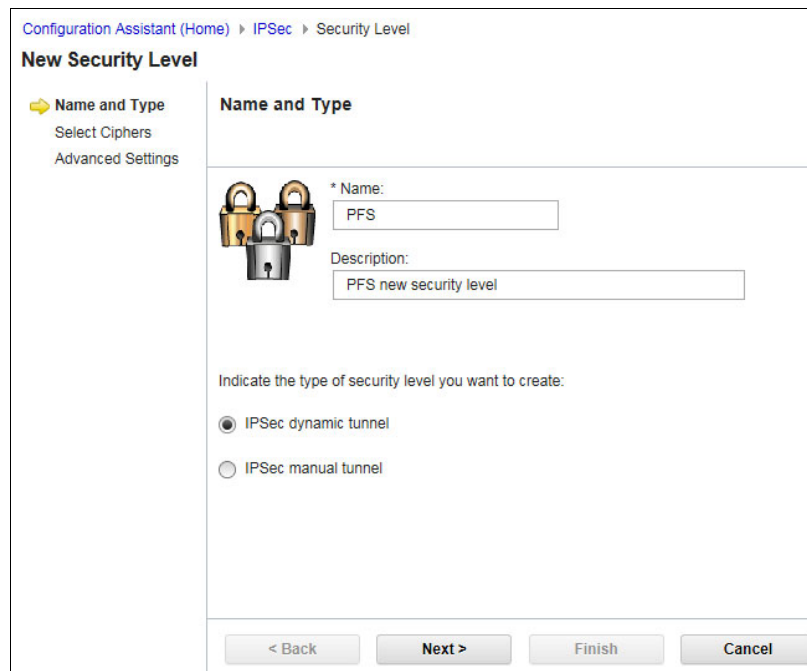 Configuration Assistant (Home) ▸ IPSec ▸ Security Level
New Security Level
Name and Type
Select Ciphers
Advanced Settings
Name and Type
* Name:
PFS
Description:
PFS new security level
Indicate the type of security level you want to create:
IPSec dynamic tunnel
IPSec manual tunnel
< Back
Next >
Finish
Cancel